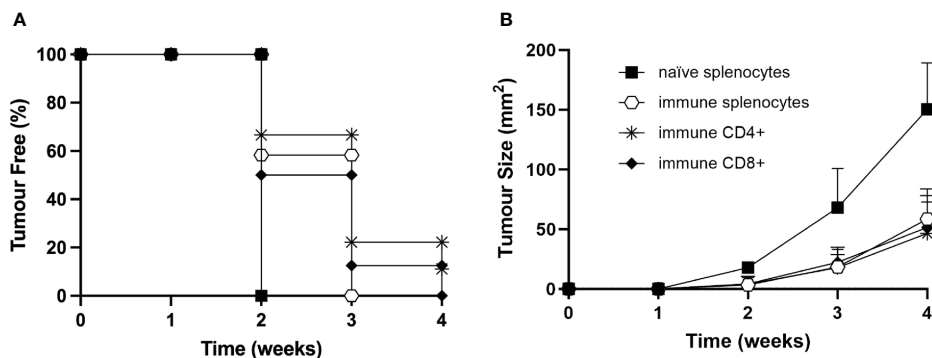 A
Tumour Free (%)
100
80
60
40
20
0
0 1 2 3 4
Time (weeks)
B
Tumour Size (mm²)
200
150
100
50
0
naïve splenocytes
immune splenocytes
immune CD4+
immune CD8+
0 1 2 3 4
Time (weeks)